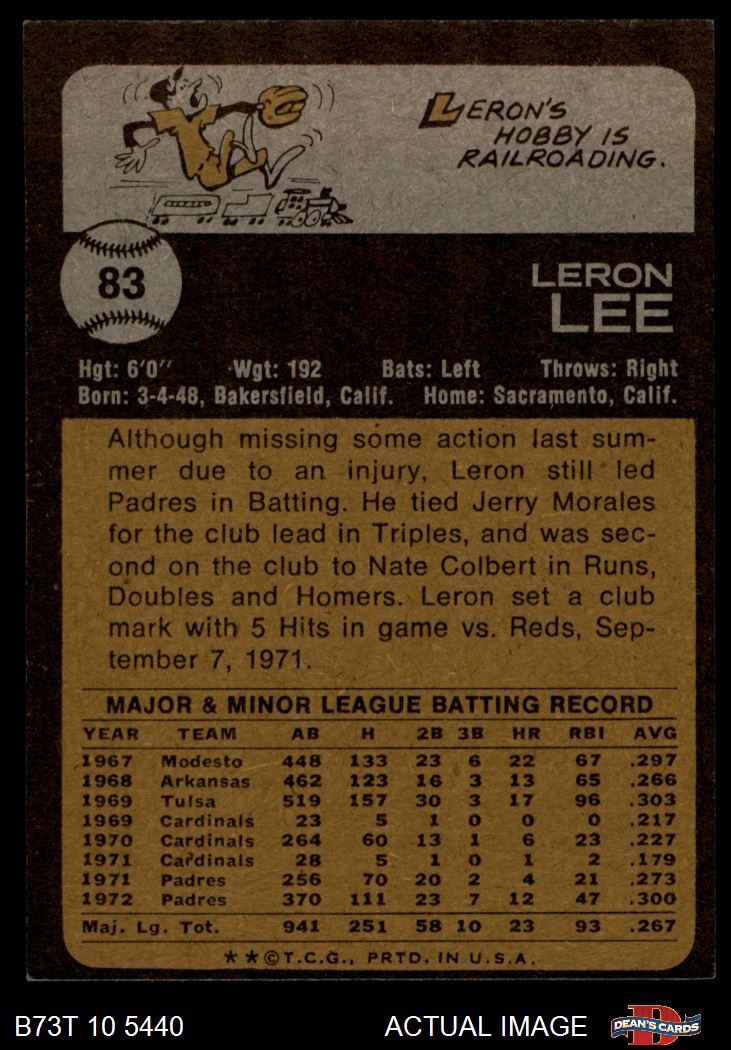 LERON'S
HOBBY IS
RAILROADING.
83
LERON
LEE
Hgt: 6'0" Wgt: 192 Bats: Left Throws: Right
Born: 3-4-48, Bakersfield, Calif. Home: Sacramento, Calif.
Although missing some action last sum-
mer due to an injury, Leron still led
Padres in Batting. He tied Jerry Morales
for the club lead in Triples, and was sec-
ond on the club to Nate Colbert in Runs,
Doubles and Homers. Leron set a club
mark with 5 Hits in game vs. Reds, Sep-
tember 7, 1971.
MAJOR & MINOR LEAGUE BATTING RECORD
YEAR TEAM AB H 2B 3B HR RBI AVG
1967 Modesto 448 133 23 6 22 67 .297
1968 Arkansas 462 123 16 3 13 65 .266
1969 Tulsa 519 157 30 3 17 96 .303
1969 Cardinals 23 5 1 0 0 0 .217
1970 Cardinals 264 60 13 1 6 23 .227
1971 Cardinals 28 5 1 0 1 2 .179
1971 Padres 256 70 20 2 4 21 .273
1972 Padres 370 111 23 7 12 47 .300
Maj. Lg. Tot. 941 251 58 10 23 93 .267
★★©T.C.G., PRTD. IN U.S.A.
B73T 10 5440 ACTUAL IMAGE
D
DEAN'S CARDS